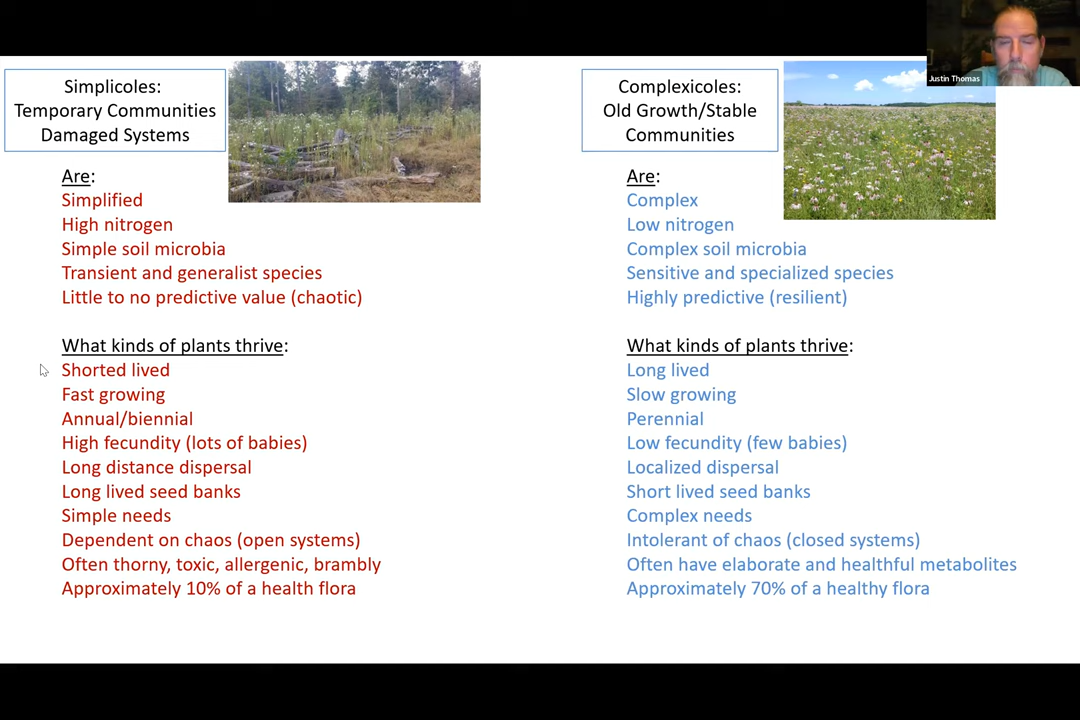 Simplicoles:
Temporary Communities
Damaged Systems
Are:
Simplified
High nitrogen
Simple soil microbia
Transient and generalist species
Little to no predictive value (chaotic)
What kinds of plants thrive:
Shorted lived
Fast growing
Annual/biennial
High fecundity (lots of babies)
Long distance dispersal
Long lived seed banks
Simple needs
Dependent on chaos (open systems)
Often thorny, toxic, allergenic, brambly
Approximately 10% of a health flora
Complexicoles:
Old Growth/Stable
Communities
Are:
Complex
Low nitrogen
Complex soil microbia
Sensitive and specialized species
Highly predictive (resilient)
What kinds of plants thrive:
Long lived
Slow growing
Perennial
Low fecundity (few babies)
Localized dispersal
Short lived seed banks
Complex needs
Intolerant of chaos (closed systems)
Often have elaborate and healthful metabolites
Approximately 70% of a healthy flora
Justin Thomas